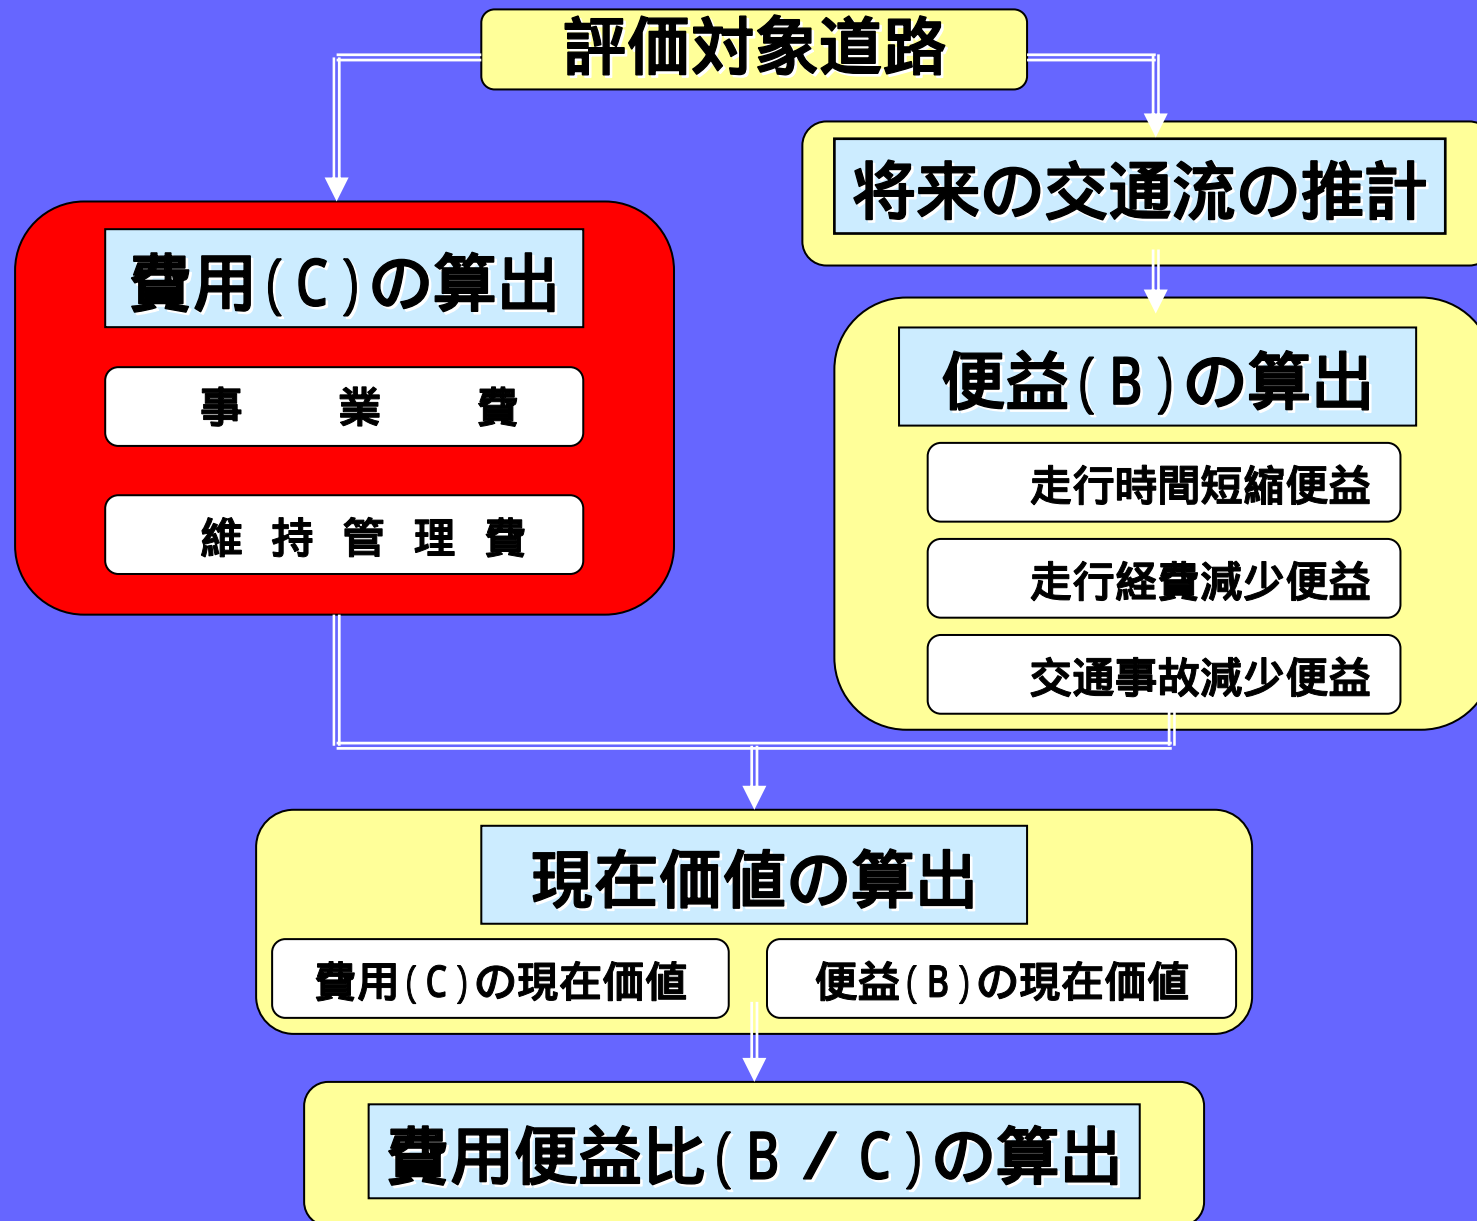 評価対象道路
将来の交通流の推計
費用(C)の算出
事　業　費
維持管理費
便益(B)の算出
走行時間短縮便益
走行経費減少便益
交通事故減少便益
現在価値の算出
費用(C)の現在価値
便益(B)の現在価値
費用便益比(B/C)の算出